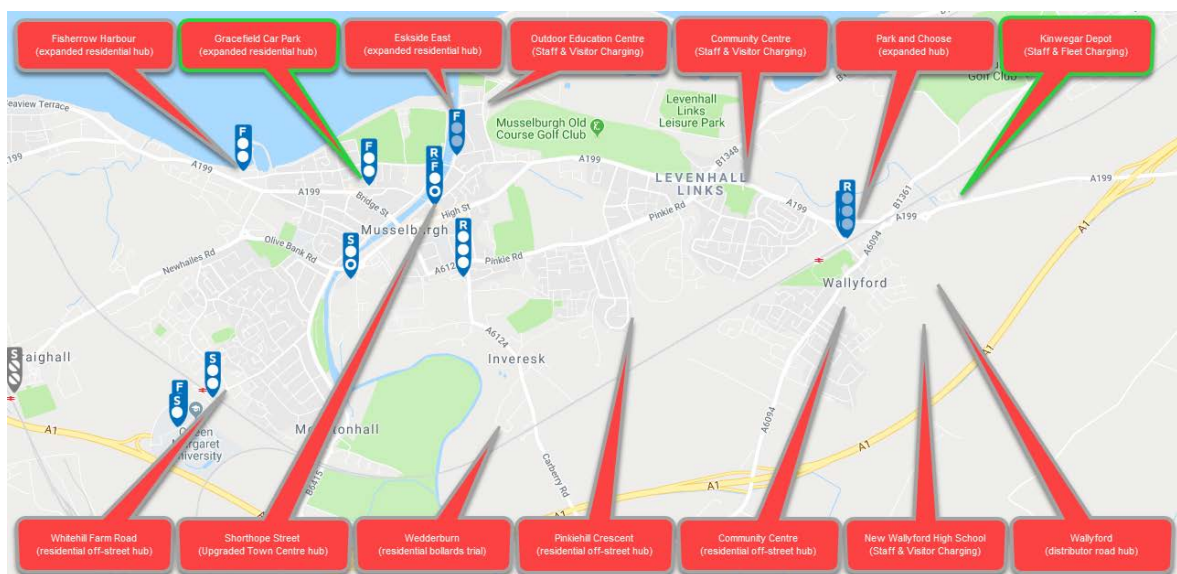 Fisherrow Harbour
(expanded residential hub)
Gracefield Car Park
(expanded residential hub)
Eskside East
(expanded residential hub)
Outdoor Education Centre
(Staff & Visitor Charging)
Community Centre
(Staff & Visitor Charging)
Park and Choose
(expanded hub)
Kinwegar Depot
(Staff & Fleet Charging)
Golf Club
Terrace
Levenhall
Links
Leisure Park
Musselburgh Old
Course Golf Club
F
F
F
R
F
A199
A199
A199
B1348
B1361
A199
A199
LEVENHALL
LINKS
Bridge St
High St
Pinkie Rd
R
A1
Musselburgh
R
S
Olive Bank Rd
Newhailes Rd
Pinkie Rd
A6094
Wallyford
A6124
Inveresk
S
S
F
S
A1
University
B6415
Carberry Rd
A6094
A1
A1
Whitehill Farm Road
(residential off-street hub)
Shorthope Street
(Upgraded Town Centre hub)
Wedderburn
(residential bollards trial)
Pinkiehill Crescent
(residential off-street hub)
Community Centre
(residential off-street hub)
New Wallyford High School
(Staff & Visitor Charging)
Wallyford
(distributor road hub)